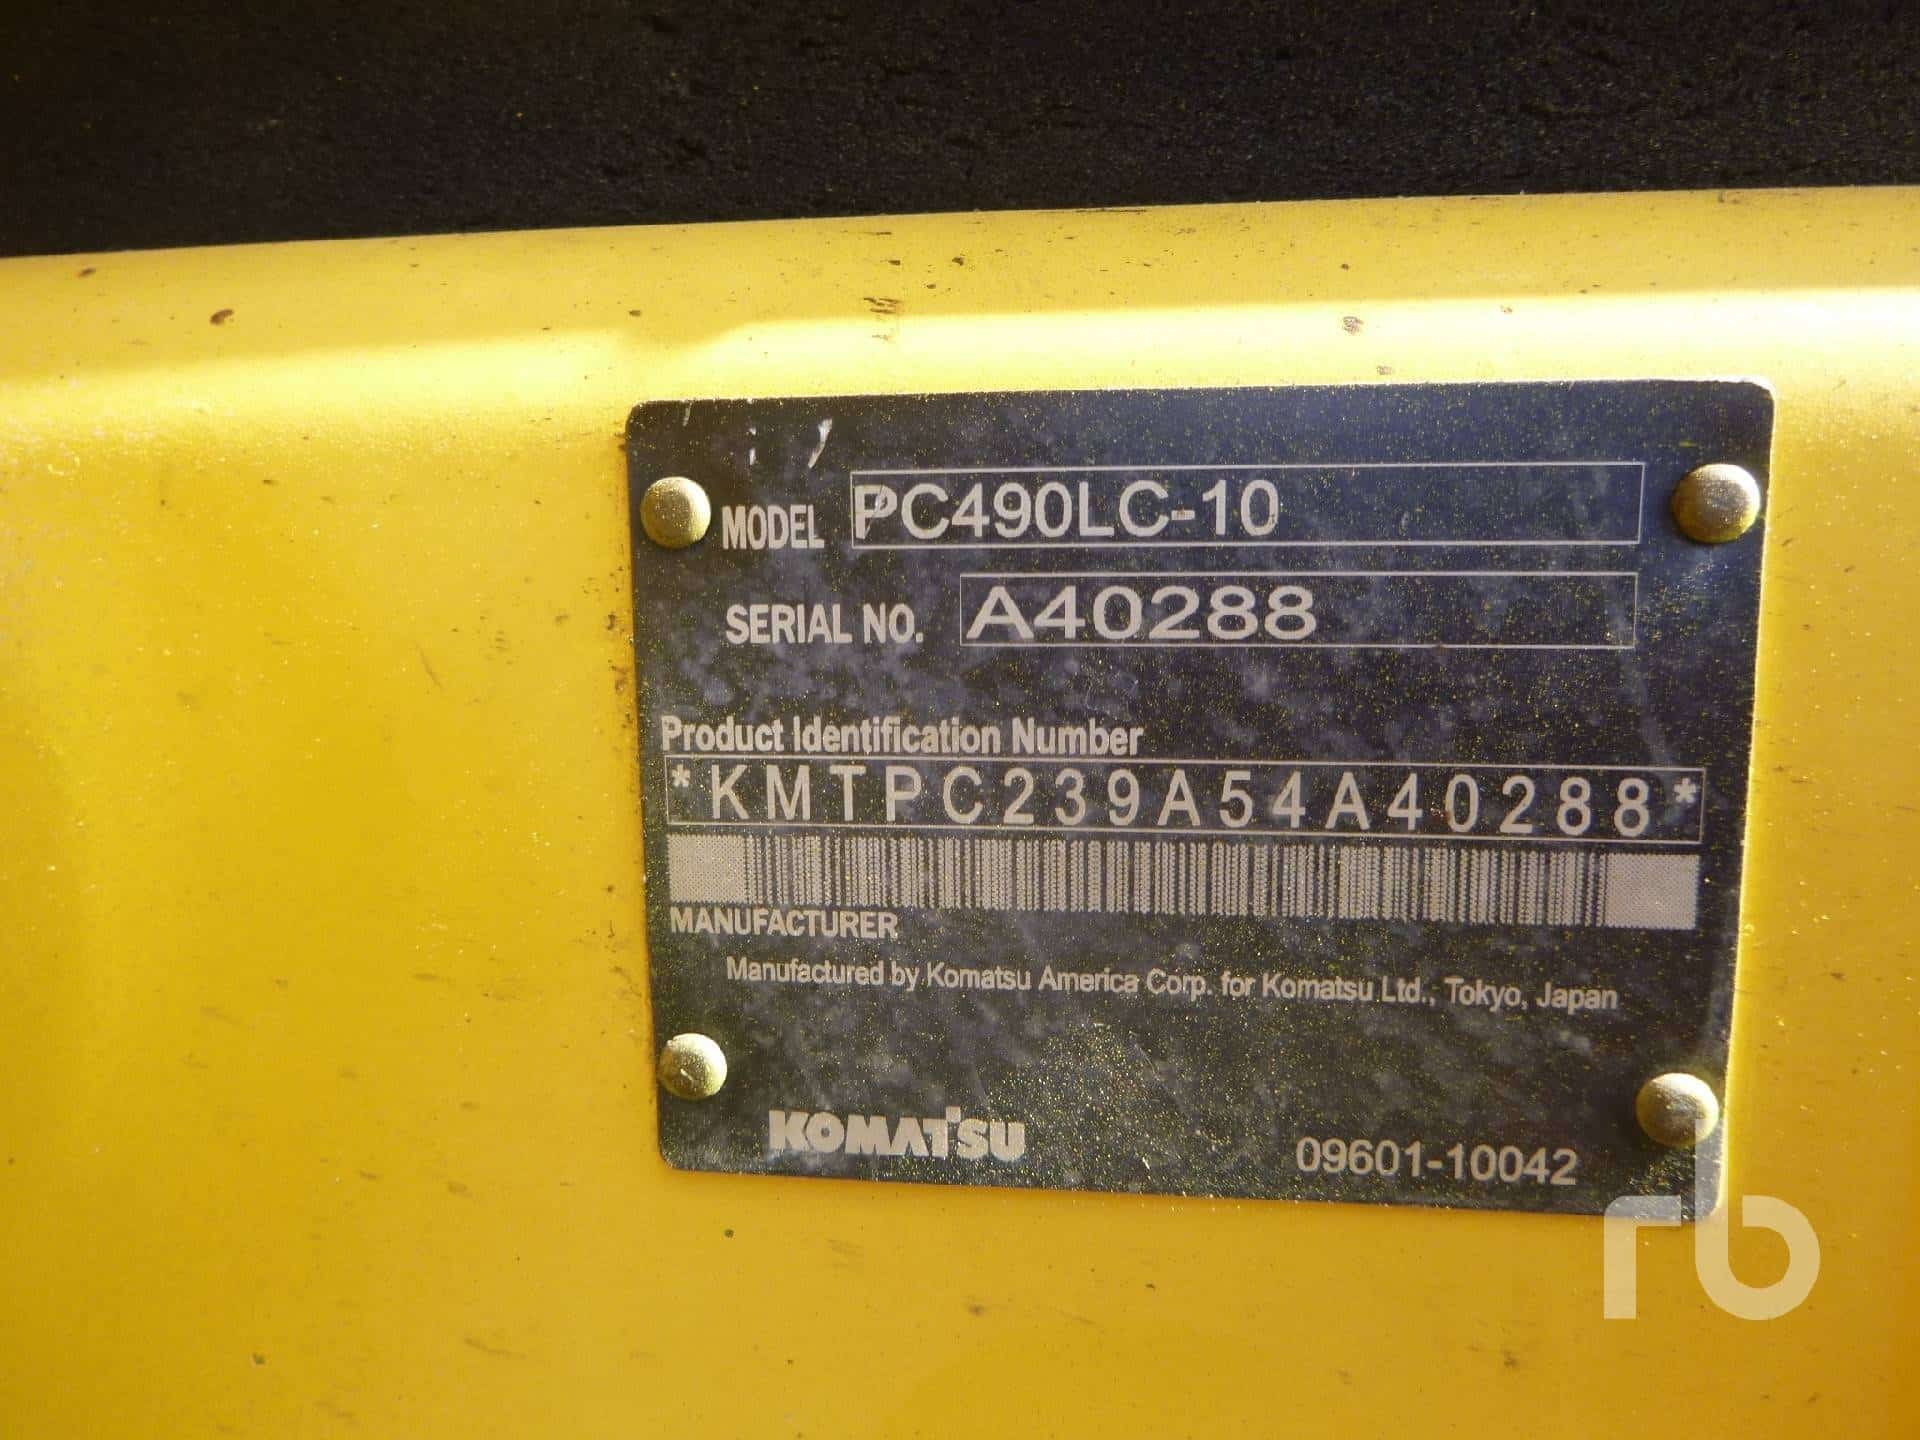 MODEL PC490LC-10
SERIAL NO. A40288
Product Identification Number
*KMTPC239A54A40288*
MANUFACTURER
Manufactured by Komatsu America Corp. for Komatsu Ltd., Tokyo, Japan
KOMATSU 09601-10042
rb